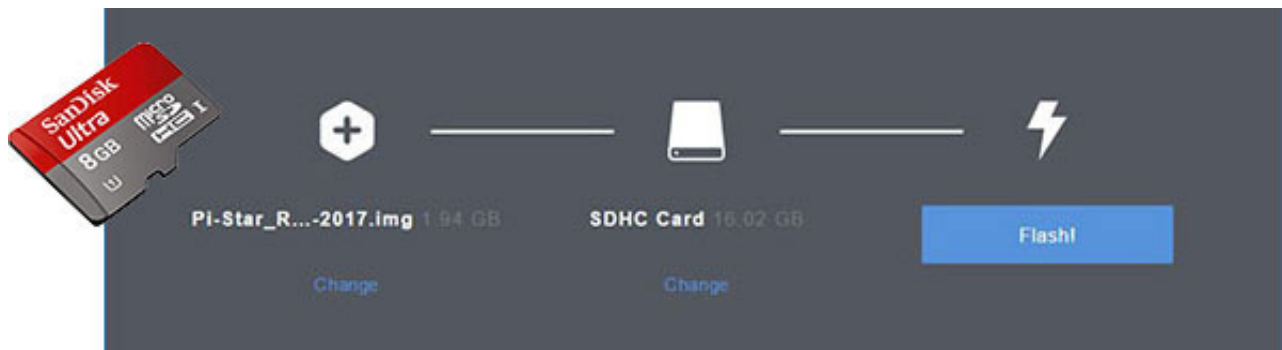 SanDisk
Ultra
8GB
micro
SD
HC I
1
Pi-Star_R...-2017.img 1.94 GB
SDHC Card 16.02 GB
Flash!
Change
Change